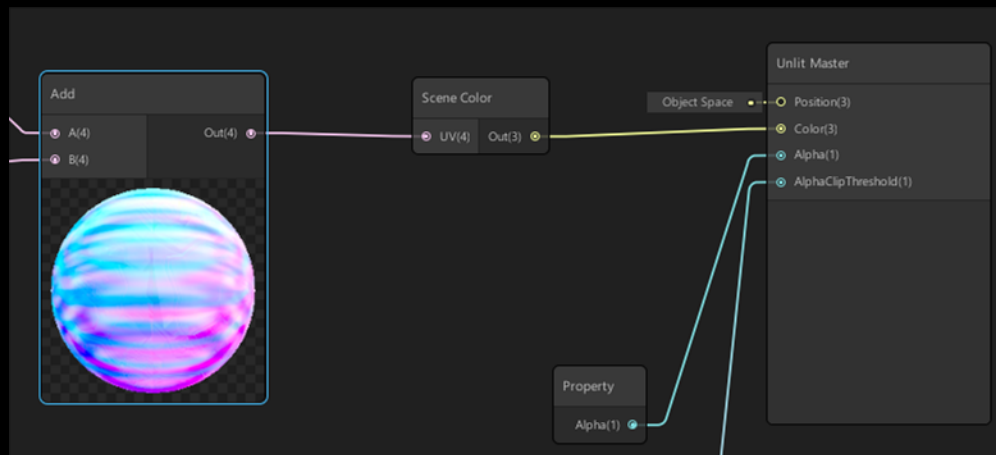 Add
A(4)
Out(4)
B(4)
Scene Color
UV(4)
Out(3)
Object Space
Unlit Master
Position(3)
Color(3)
Alpha(1)
AlphaClipThreshold(1)
Property
Alpha(1)